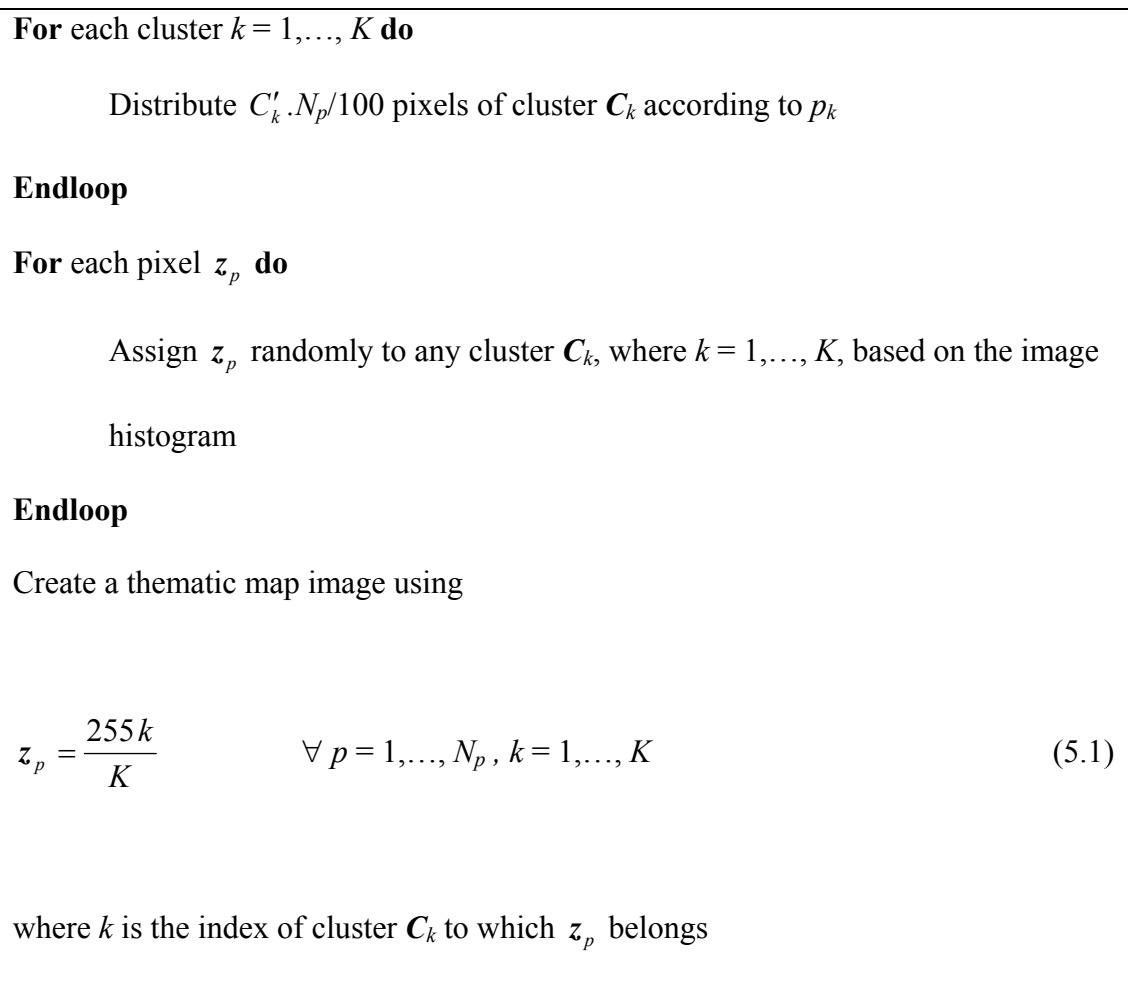 For each cluster k = 1,…, K do
Distribute C′ₖ .Nₚ/100 pixels of cluster Cₖ according to pₖ
Endloop
For each pixel zₚ do
Assign zₚ randomly to any cluster Cₖ, where k = 1,…, K, based on the image
histogram
Endloop
Create a thematic map image using
zₚ = 255k / K ∀ p = 1,…, Nₚ , k = 1,…, K (5.1)
where k is the index of cluster Cₖ to which zₚ belongs